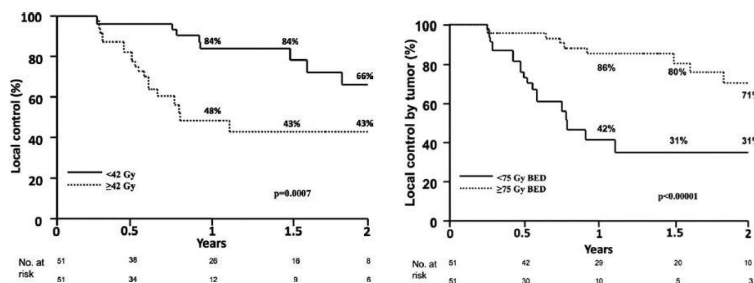 Local control (%)
100
80
60
40
20
0
84%
84%
66%
48%
43%
43%
<42 Gy
≥42 Gy
p=0.0007
0
0.5
1
1.5
2
Years
No. at risk
51 38 26 16 8
51 34 12 9 6
Local control by tumor (%)
100
80
60
40
20
0
86%
80%
71%
42%
31%
31%
<75 Gy BED
≥75 Gy BED
p<0.00001
0
0.5
1
1.5
2
Years
No. at risk
51 42 29 20 10
51 30 10 5 3